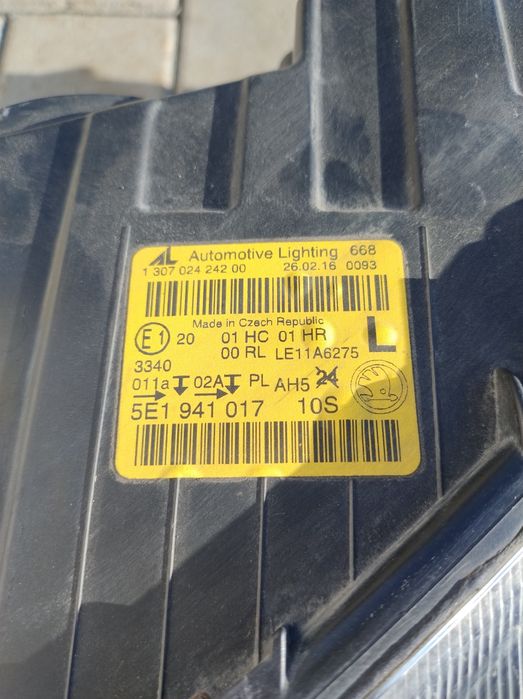 AL Automotive Lighting 668
1 307 024 242 00 26.02.16 0093
Made in Czech Republic
E1 20 01 HC 01 HR L
00 RL LE11A6275
3340
011a 02A PL AH5 24
5E1 941 017 10S